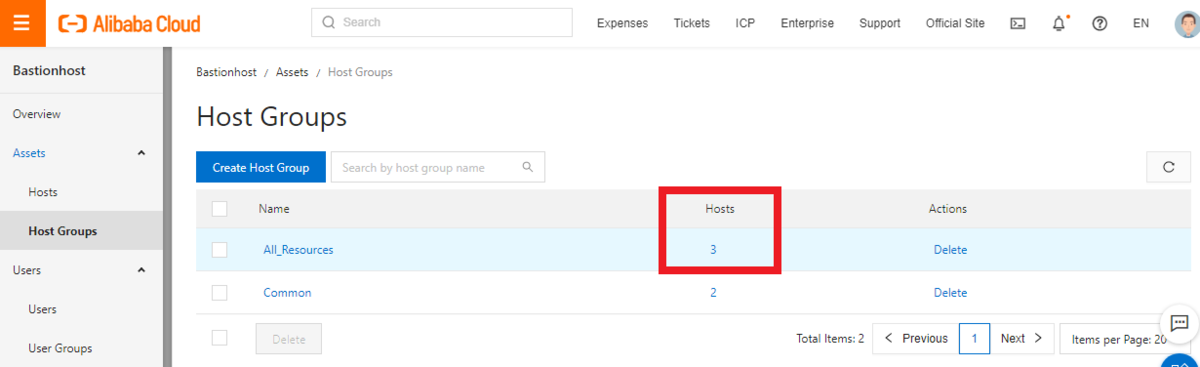 Alibaba Cloud
Search
Expenses Tickets ICP Enterprise Support Official Site EN
Bastionhost
Overview
Assets
Hosts
Host Groups
Users
Users
User Groups
Bastionhost / Assets / Host Groups
Host Groups
Create Host Group Search by host group name
Name Hosts Actions
All_Resources 3 Delete
Common 2 Delete
Delete Total Items: 2 Previous 1 Next Items per Page: 20